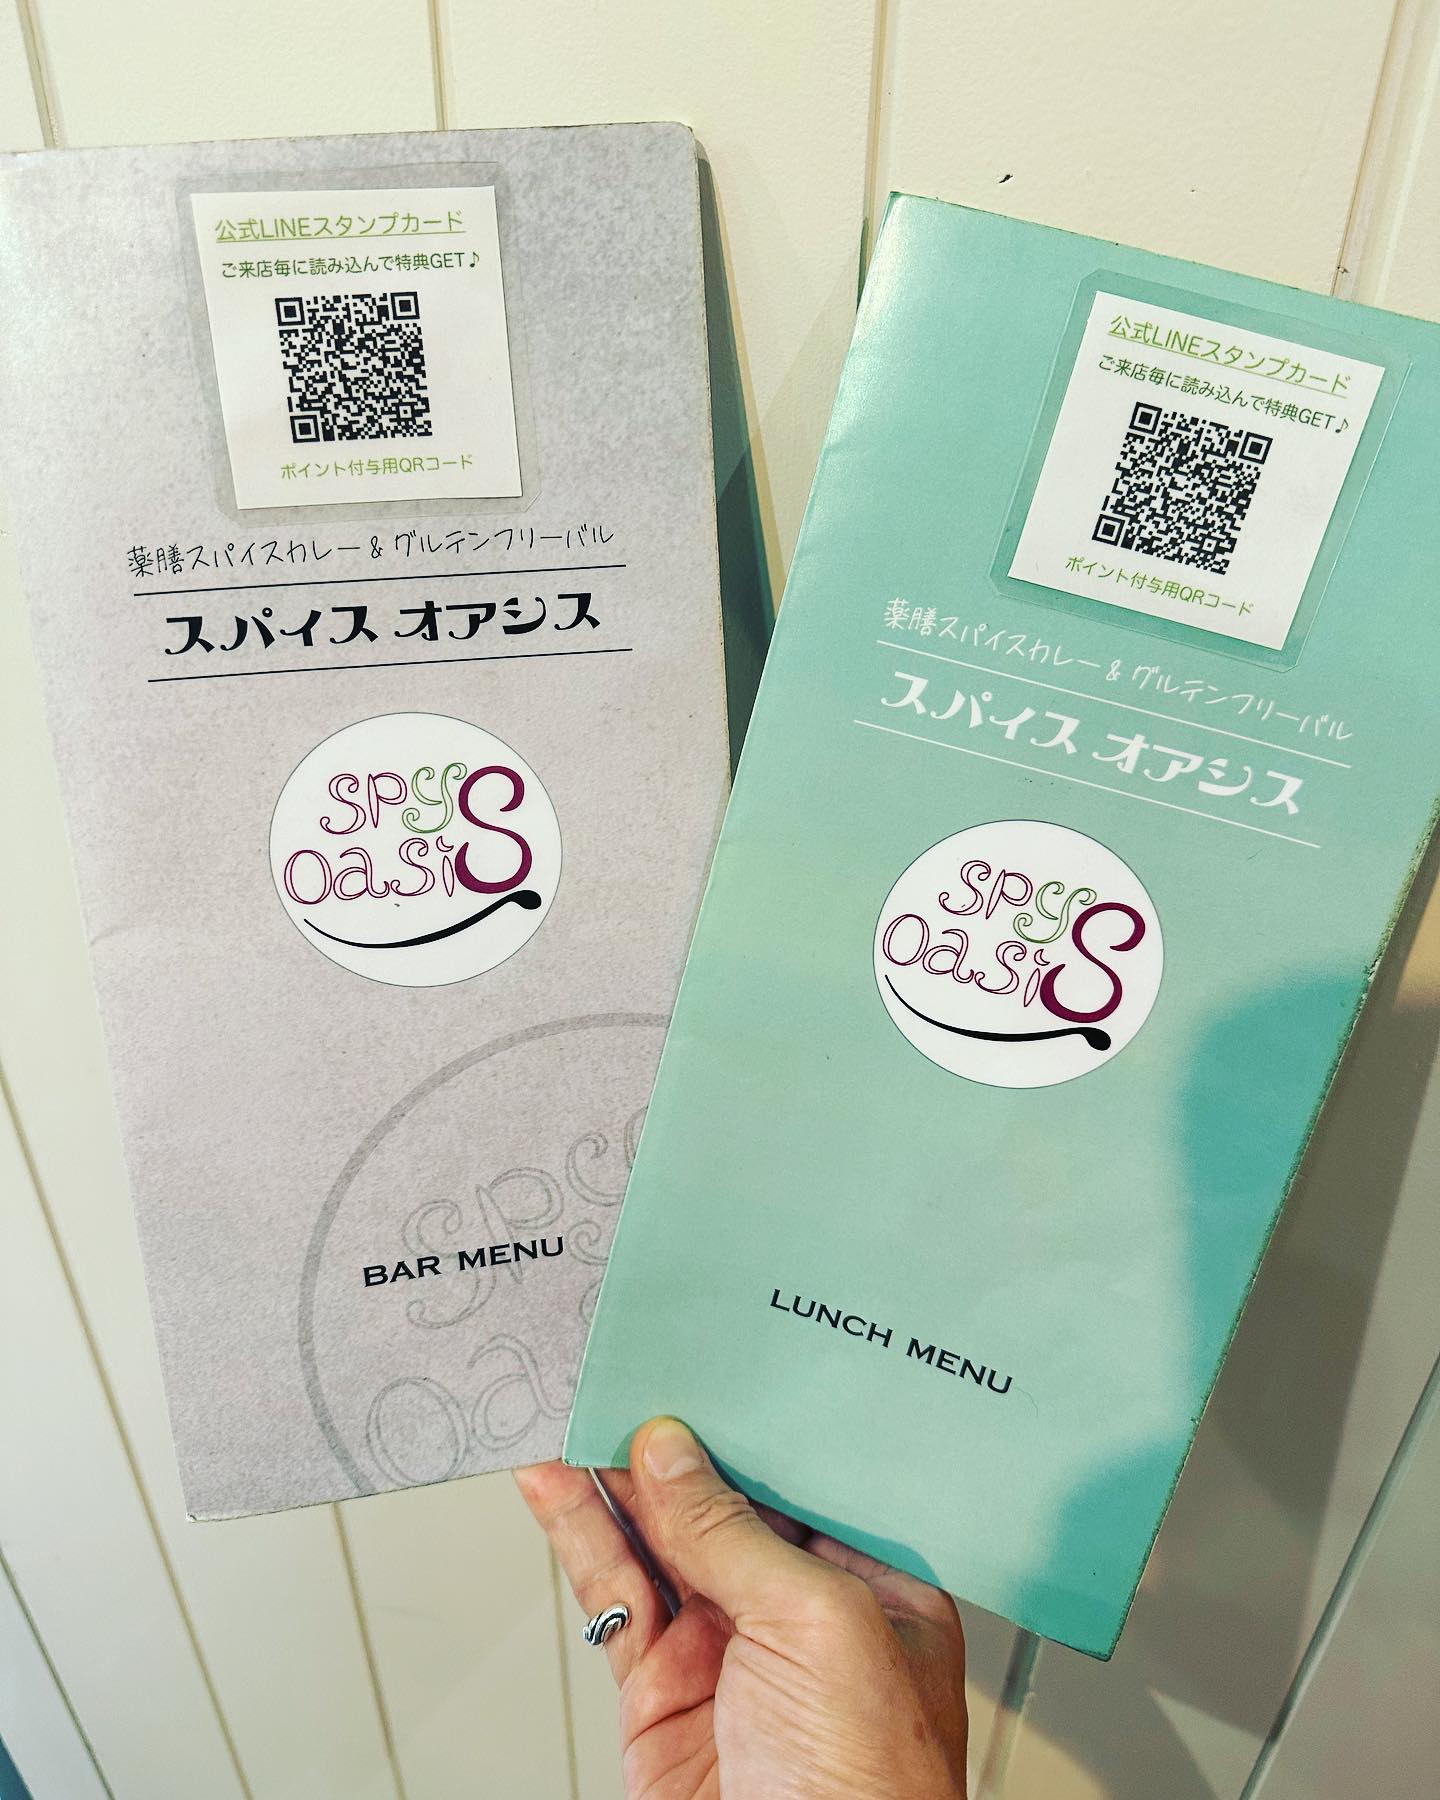 公式LINEスタンプカード
ご来店毎に読み込んで特典GET♪
ポイント付与用QRコード
薬膳スパイスカレー & グルテンフリーバル
スパイス オアシス
spy
oasiS
BAR MENU
spy
oa
公式LINEスタンプカード
ご来店毎に読み込んで特典GET♪
ポイント付与用QRコード
薬膳スパイスカレー & グルテンフリーバル
スパイス オアシス
spy
oasiS
LUNCH MENU